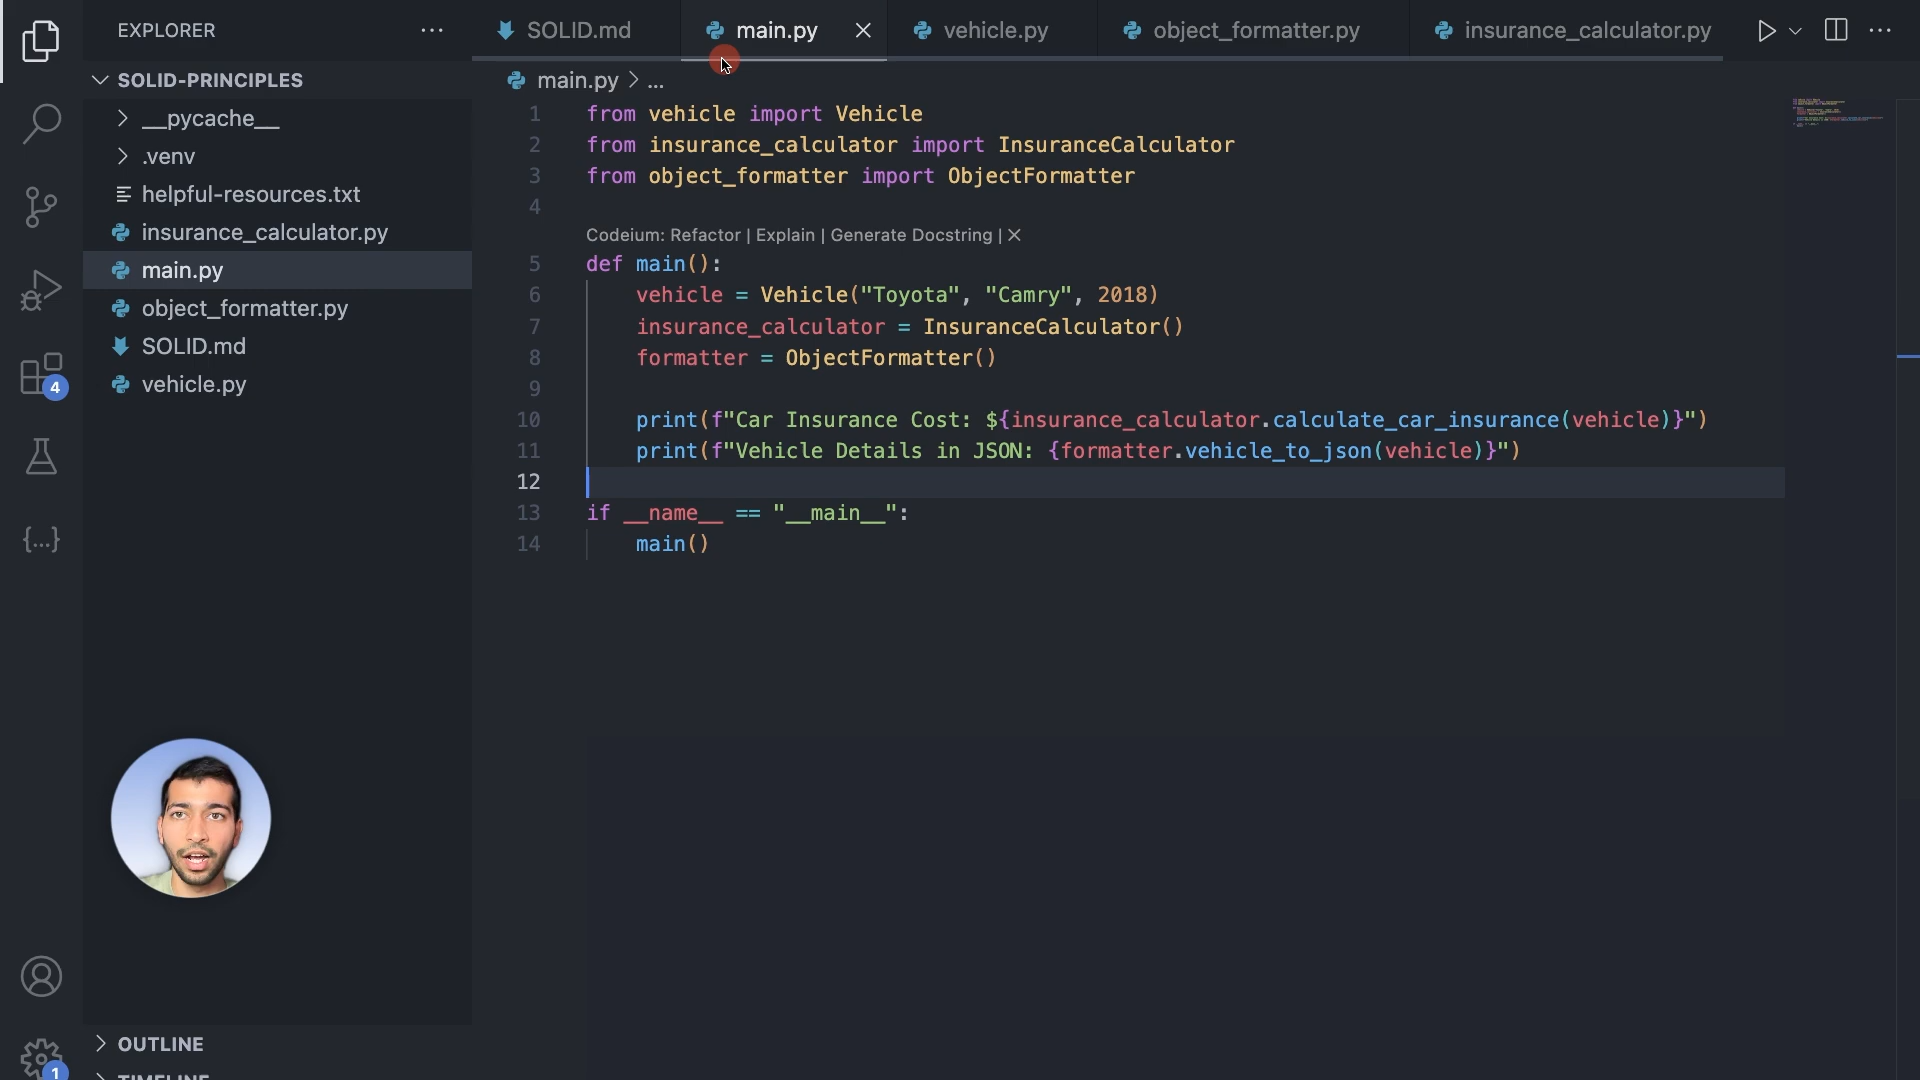 EXPLORER
SOLID.md
main.py
vehicle.py
object_formatter.py
insurance_calculator.py
SOLID-PRINCIPLES
__pycache__
.venv
helpful-resources.txt
insurance_calculator.py
main.py
object_formatter.py
SOLID.md
vehicle.py
4
main.py > ...
1 from vehicle import Vehicle
2 from insurance_calculator import InsuranceCalculator
3 from object_formatter import ObjectFormatter
4
Codeium: Refactor | Explain | Generate Docstring | ×
5 def main():
6 vehicle = Vehicle("Toyota", "Camry", 2018)
7 insurance_calculator = InsuranceCalculator()
8 formatter = ObjectFormatter()
9
10 print(f"Car Insurance Cost: ${insurance_calculator.calculate_car_insurance(vehicle)}")
11 print(f"Vehicle Details in JSON: {formatter.vehicle_to_json(vehicle)}")
12
13 if __name__ == "__main__":
14 main()
OUTLINE
TIMELINE
1